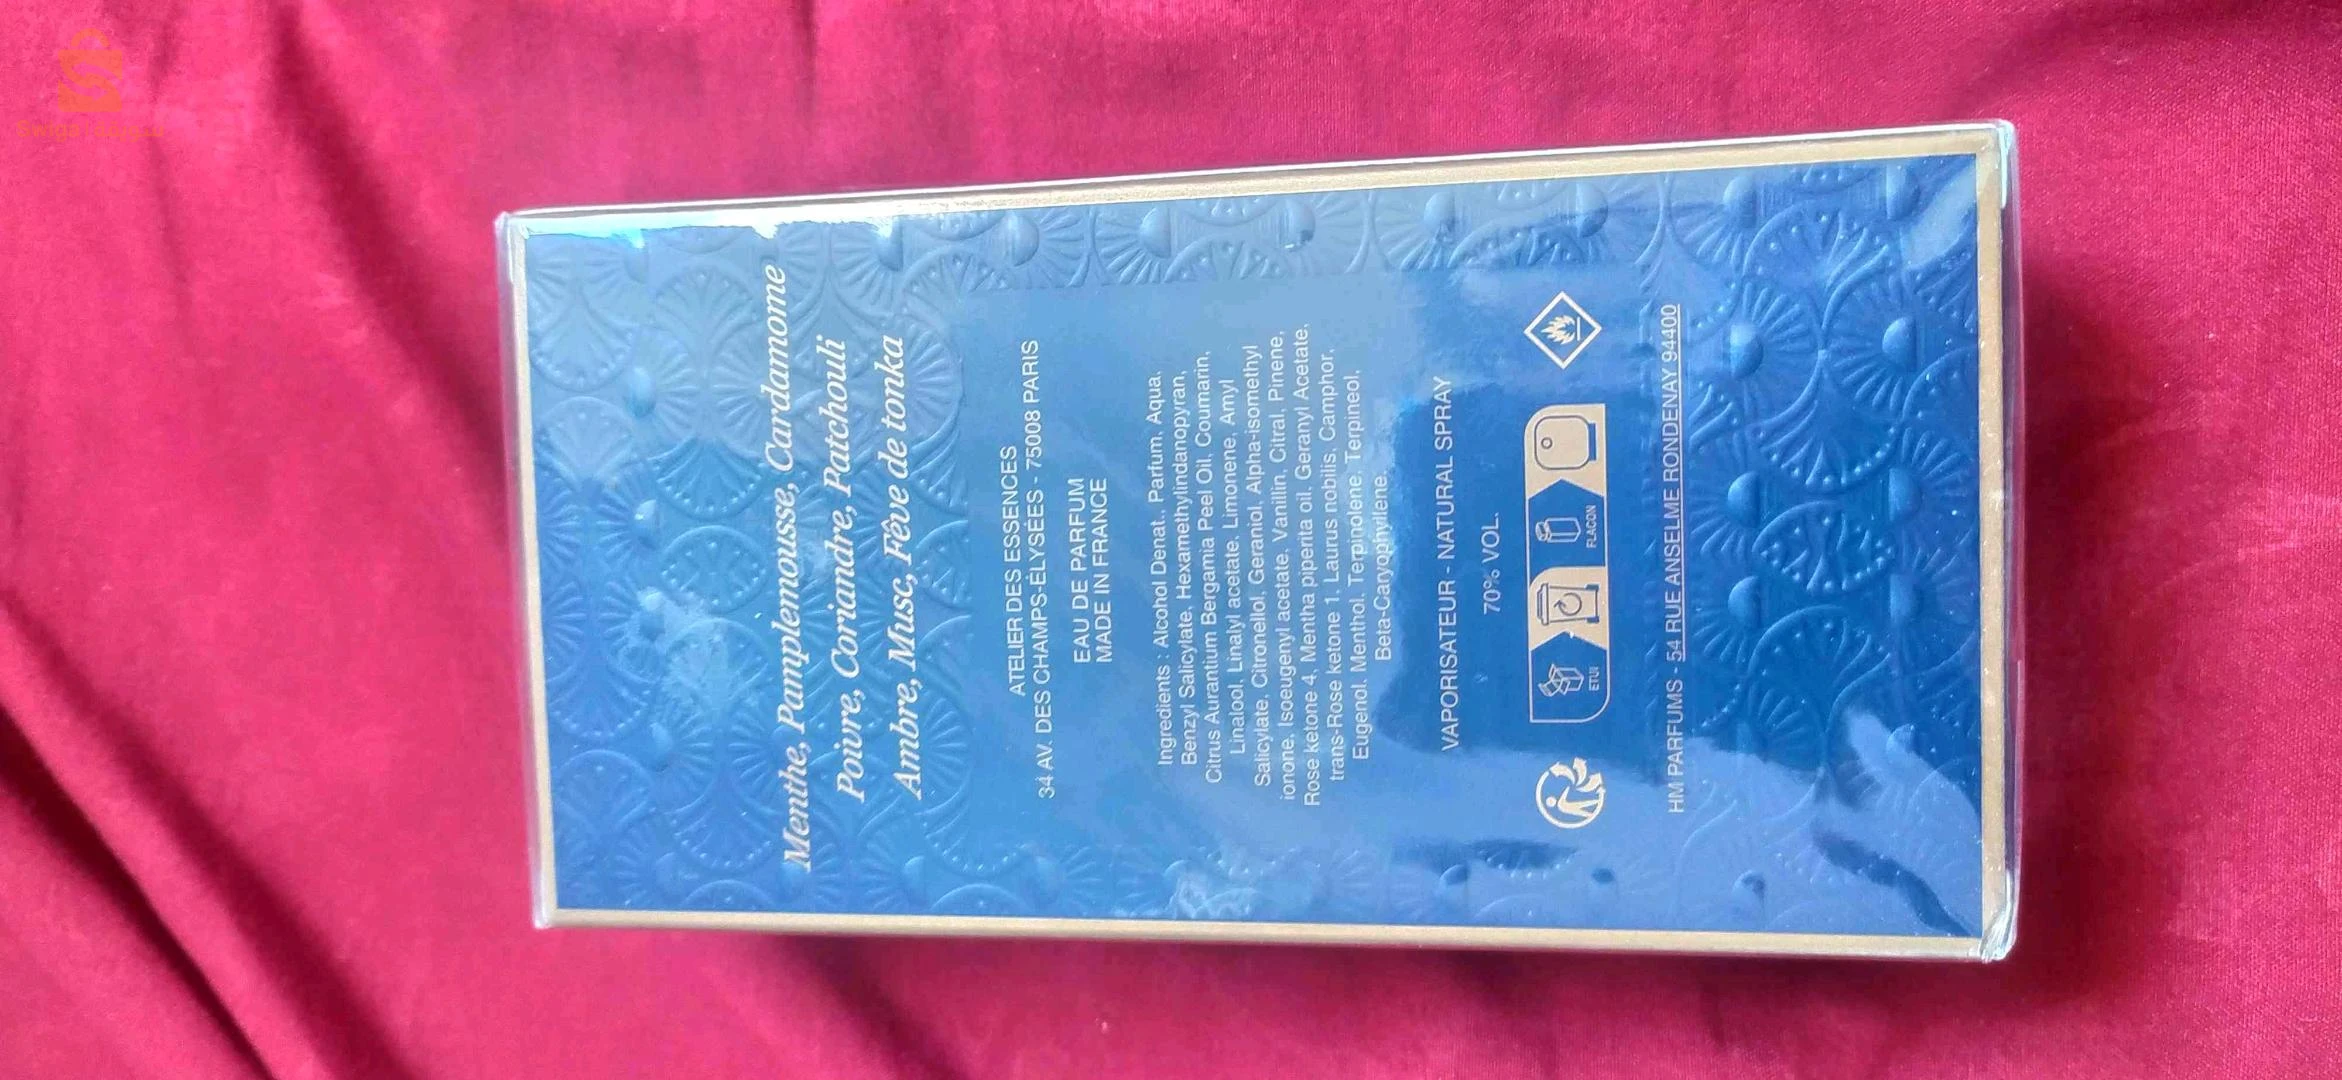 Menthe, Pamplemousse, Cardamome
Poivre, Coriandre, Patchouli
Ambre, Musc, Fêve de tonka
ATELIER DES ESSENCES
34 AV. DES CHAMPS-ÉLYSÉES - 75008 PARIS
EAU DE PARFUM
MADE IN FRANCE
Ingredients : Alcohol Denat., Parfum, Aqua,
Benzyl Salicylate, Hexamethylindanopyran,
Citrus Aurantium Bergamia Peel Oil, Coumarin,
Linalool, Linalyl acetate, Limonene, Amyl
Salicylate, Citronellol, Geraniol, Alpha-isomethyl
ionone, Isoeugenyl acetate, Vanillin, Citral, Pinene,
Rose ketone 4, Mentha piperita oil, Geranyl Acetate,
trans-Rose ketone 1, Laurus nobilis, Camphor,
Eugenol, Menthol, Terpinolene, Terpineol,
Beta-Caryophyllene.
VAPORISATEUR - NATURAL SPRAY
70% VOL.
ETUI
FLACON
HM PARFUMS - 54 RUE ANSELME RONDENAY 94400